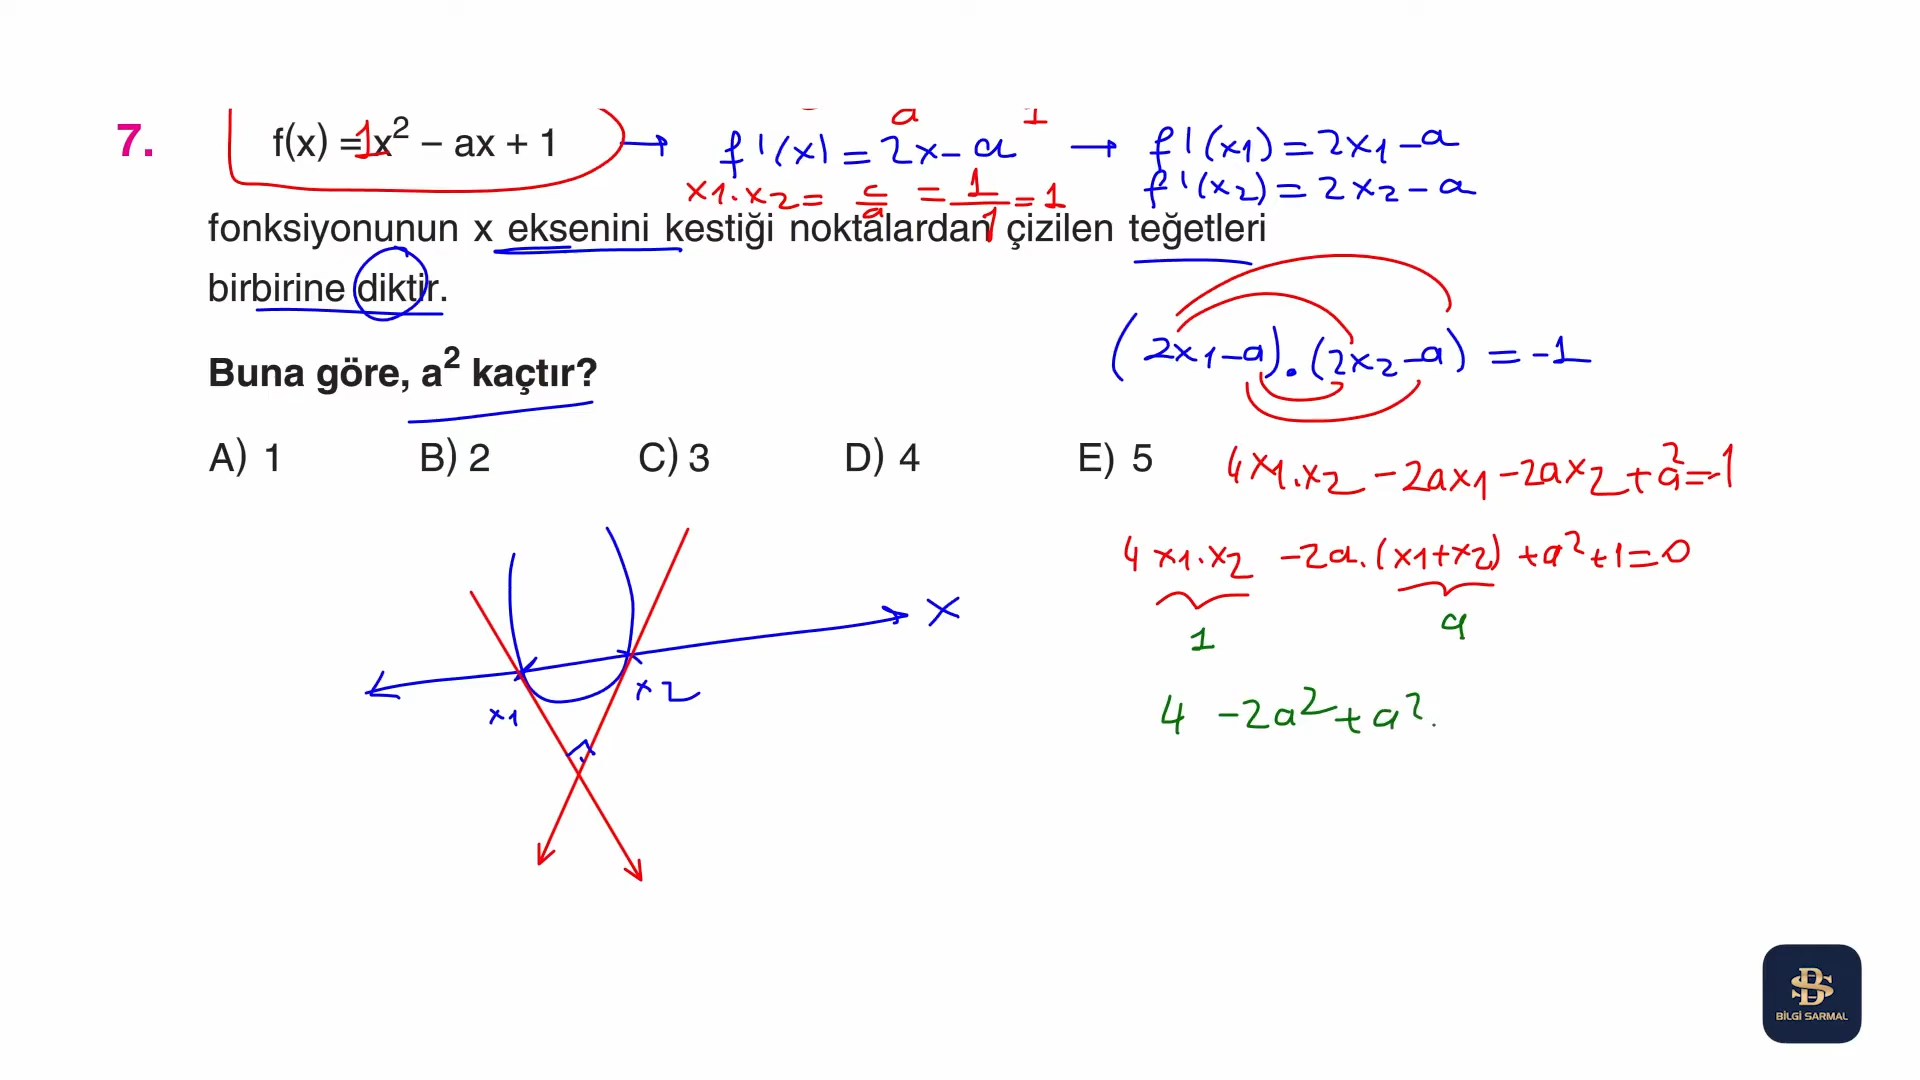 7. f(x) = 1x² – ax + 1 → f'(x) = 2x – a → f'(x1) = 2x1 – a
a 1
f'(x2) = 2x2 – a
x1.x2 = c/a = 1/1 = 1
fonksiyonunun x eksenini kestiği noktalardan çizilen teğetleri
birbirine diktir.
(2x1–a).(2x2–a) = –1
Buna göre, a² kaçtır?
A) 1 B) 2 C) 3 D) 4 E) 5
4x1.x2 – 2ax1 – 2ax2 + a² = –1
4x1.x2 – 2a.(x1+x2) + a² + 1 = 0
1 a
4 – 2a² + a²
x
x1 x2
BİLGİ SARMAL